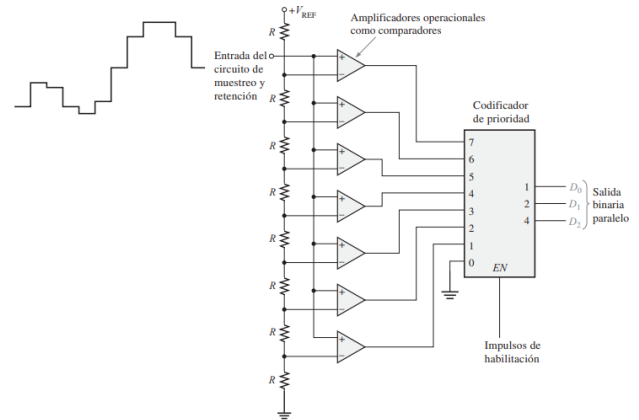 +V_REF
R
Amplificadores operacionales
como comparadores
Entrada del
circuito de
muestreo y
retención
+
−
R
+
−
R
Codificador
de prioridad
+
−
R
+
−
R
+
−
R
+
−
R
+
−
R
7
6
5
4
3
2
1
0
1
2
4
EN
D0
D1
D2
Salida
binaria
paralelo
Impulsos de
habilitación